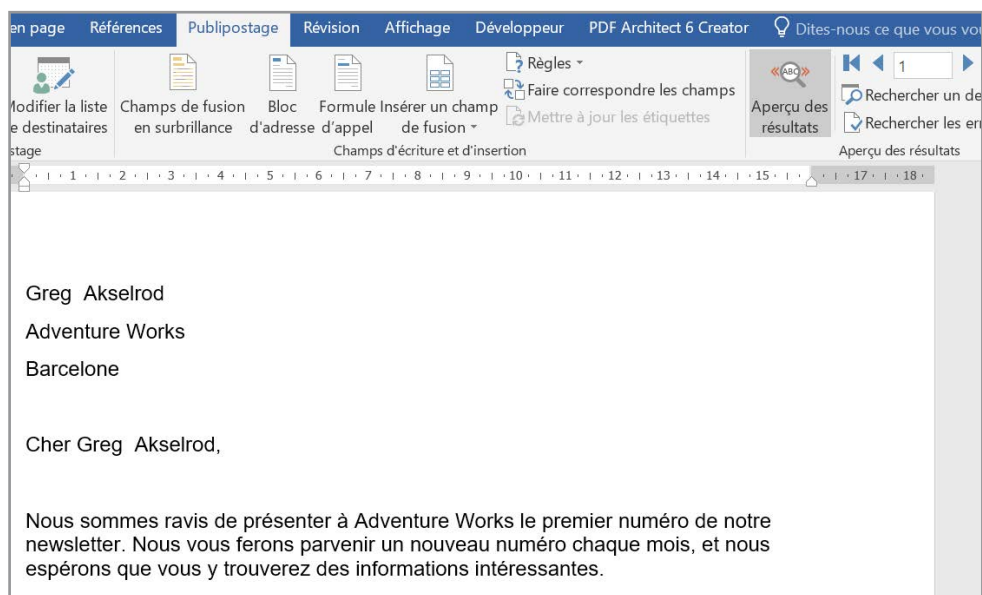 en page Références Publipostage Révision Affichage Développeur PDF Architect 6 Creator Dites-nous ce que vous vou
Règles
Faire correspondre les champs
Mettre à jour les étiquettes
Modifier la liste Champs de fusion Bloc Formule Insérer un champ
e destinataires en surbrillance d'adresse d'appel de fusion
«ABC»
Aperçu des
résultats
1
Rechercher un de
Rechercher les err
stage Champs d'écriture et d'insertion Aperçu des résultats
1 2 3 4 5 6 7 8 9 10 11 12 13 14 15 17 18
Greg Akselrod
Adventure Works
Barcelone
Cher Greg Akselrod,
Nous sommes ravis de présenter à Adventure Works le premier numéro de notre
newsletter. Nous vous ferons parvenir un nouveau numéro chaque mois, et nous
espérons que vous y trouverez des informations intéressantes.